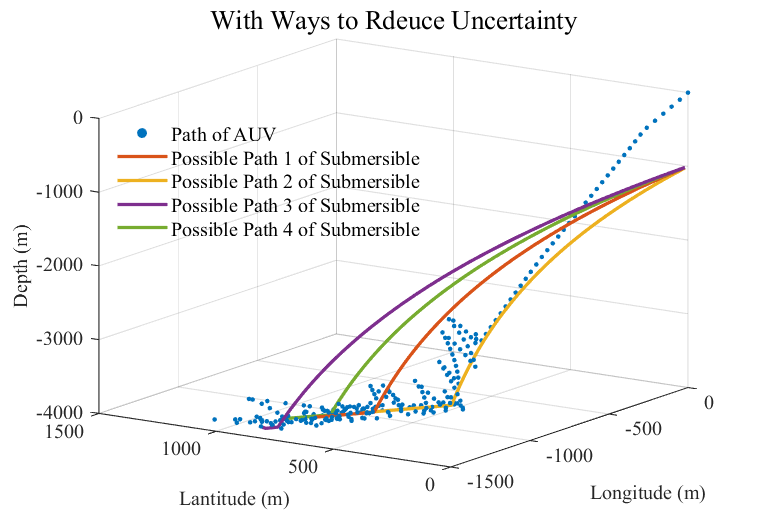 With Ways to Rdeuce Uncertainty
0
Path of AUV
Possible Path 1 of Submersible
Possible Path 2 of Submersible
Possible Path 3 of Submersible
Possible Path 4 of Submersible
-1000
-2000
-3000
-4000
Depth (m)
1500
1000
500
0
Lantitude (m)
-1500
-1000
-500
0
Longitude (m)